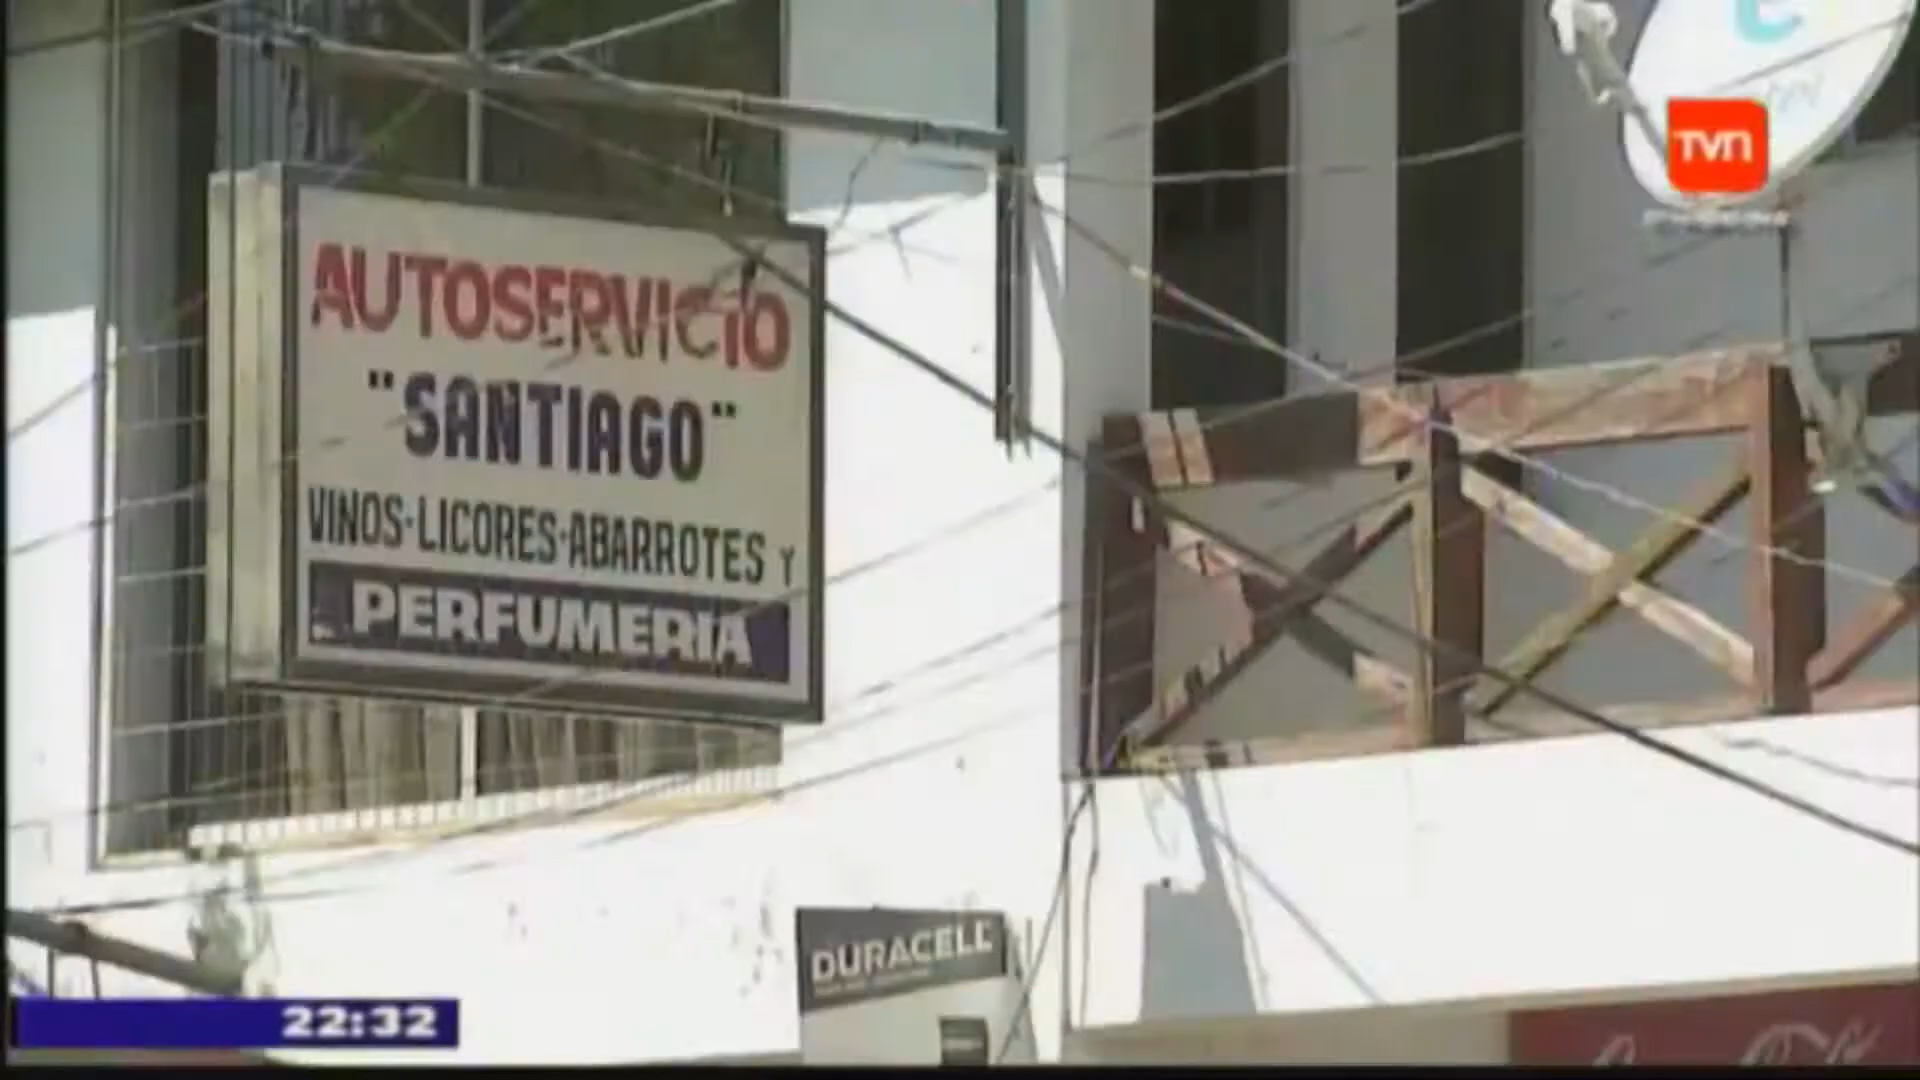 TVN
AUTOSERVICIO
"SANTIAGO"
VINOS·LICORES·ABARROTES Y
PERFUMERIA
DURACELL
22:32